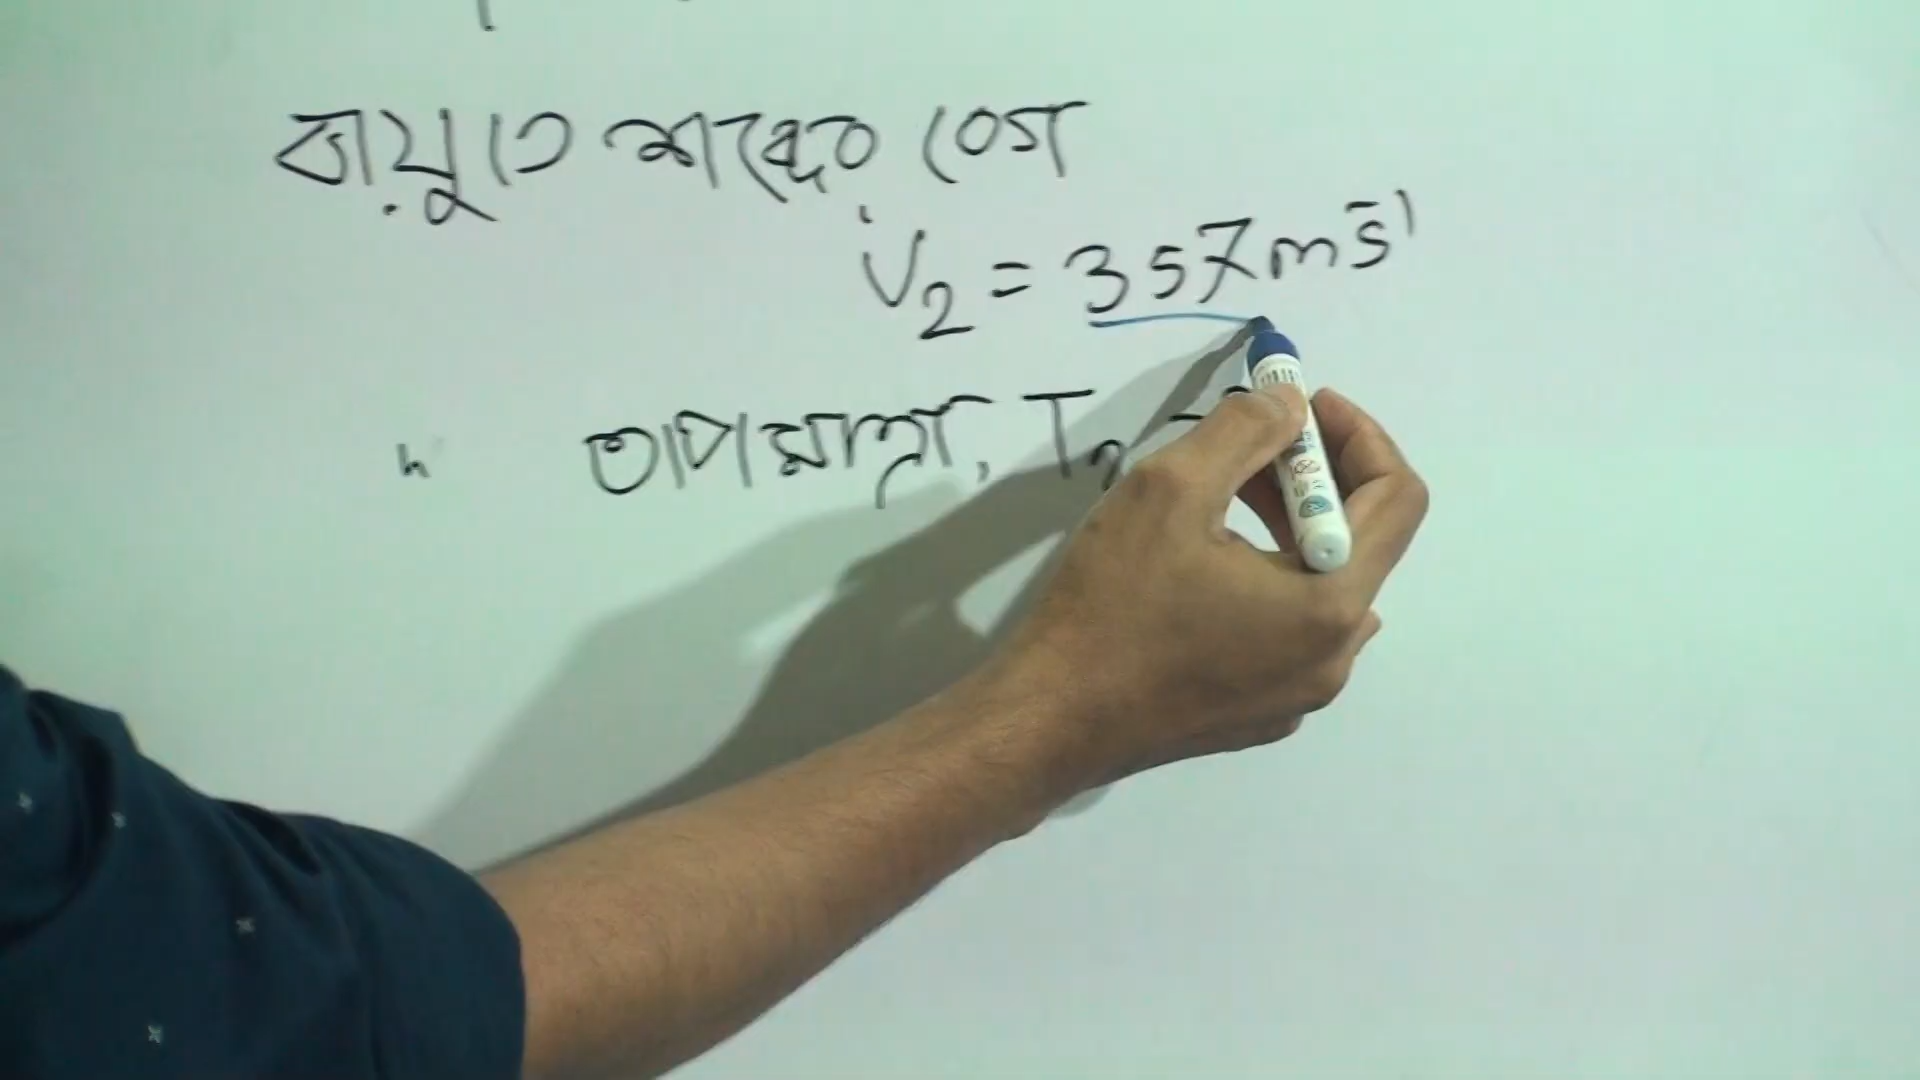 বায়ুতে শব্দের বেগ
V₂ = 357 ms⁻¹
" তাপমাত্রা, T₂ =